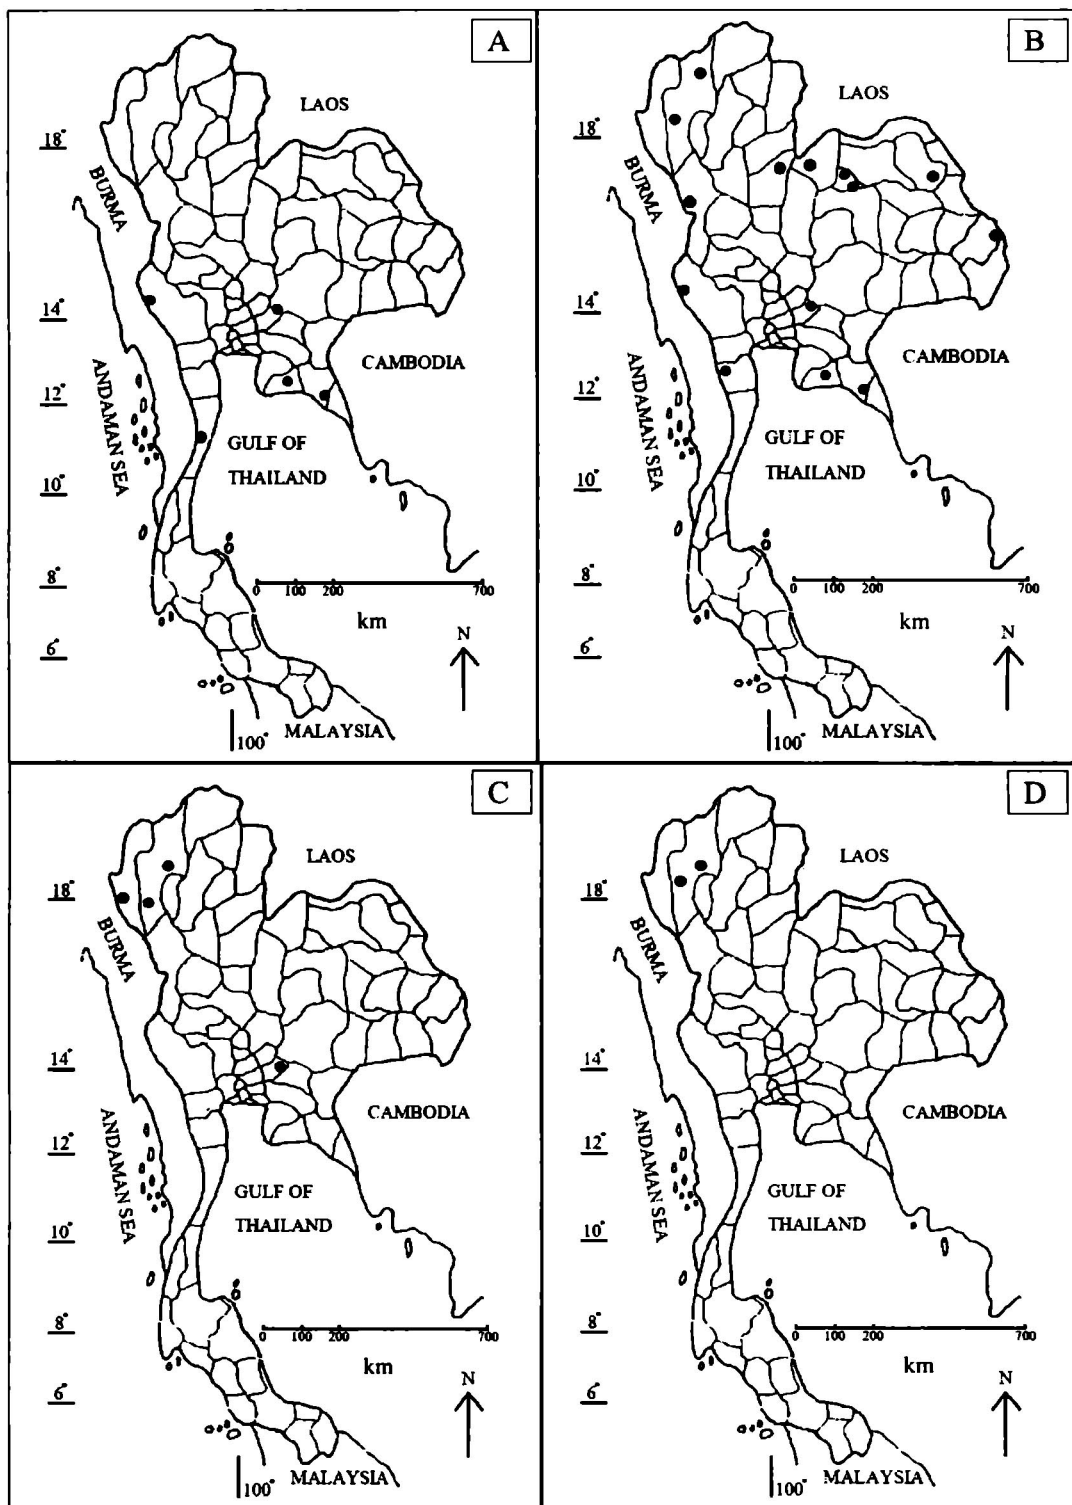 A
LAOS
18°
BURMA
14°
CAMBODIA
12°
ANDAMAN SEA
GULF OF
THAILAND
10°
8°
0 100 200 700
km
6°
N
100°
MALAYSIA
B
LAOS
18°
BURMA
14°
CAMBODIA
12°
ANDAMAN SEA
GULF OF
THAILAND
10°
8°
0 100 200 700
km
6°
N
100°
MALAYSIA
C
LAOS
18°
BURMA
14°
CAMBODIA
12°
ANDAMAN SEA
GULF OF
THAILAND
10°
8°
0 100 200 700
km
6°
N
100°
MALAYSIA
D
LAOS
18°
BURMA
14°
CAMBODIA
12°
ANDAMAN SEA
GULF OF
THAILAND
10°
8°
0 100 200 700
km
6°
N
100°
MALAYSIA